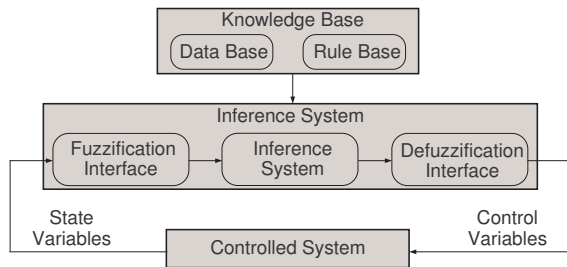 Knowledge Base
Data Base
Rule Base
Inference System
Fuzzification
Interface
Inference
System
Defuzzification
Interface
State
Variables
Controlled System
Control
Variables